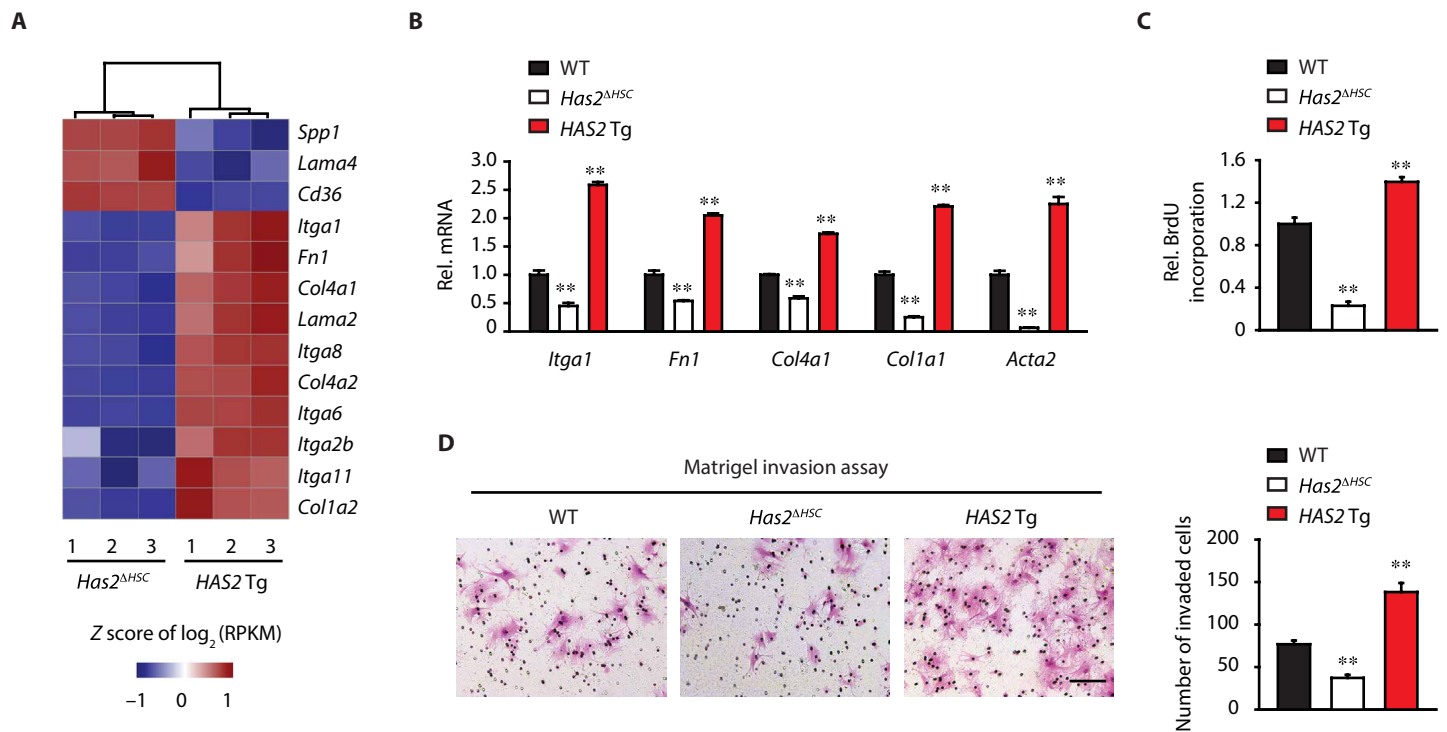 A
Spp1
Lama4
Cd36
Itga1
Fn1
Col4a1
Lama2
Itga8
Col4a2
Itga6
Itga2b
Itga11
Col1a2
1 2 3 1 2 3
Has2ΔHSC HAS2 Tg
Z score of log2 (RPKM)
−1 0 1
B
WT
Has2ΔHSC
HAS2 Tg
Rel. mRNA
3.0
2.5
2.0
1.5
1.0
0.5
0
** ** ** ** ** ** ** ** ** **
Itga1 Fn1 Col4a1 Col1a1 Acta2
C
WT
Has2ΔHSC
HAS2 Tg
Rel. BrdU
incorporation
1.6
1.2
0.8
0.4
0
** **
D
Matrigel invasion assay
WT Has2ΔHSC HAS2 Tg
WT
Has2ΔHSC
HAS2 Tg
Number of invaded cells
200
150
100
50
0
** **